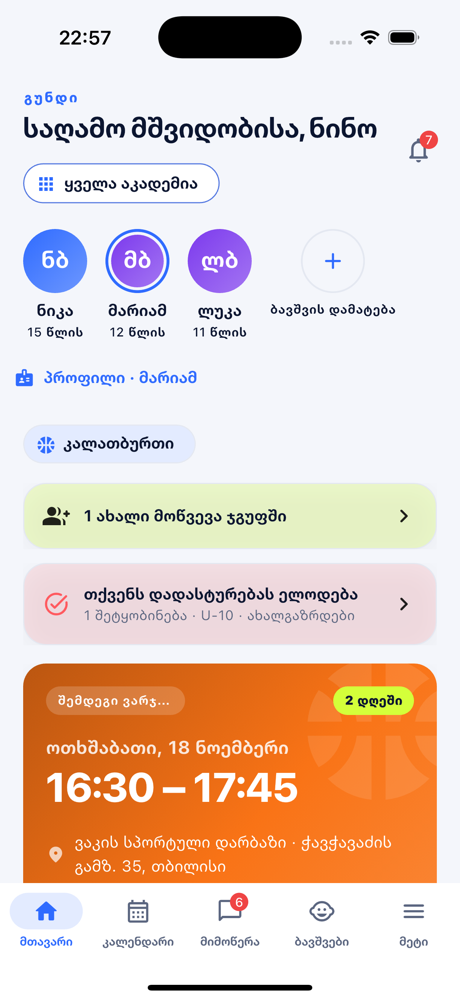 22:57
გუნდი
საღამო მშვიდობისა, ნინო
7
ყველა აკადემია
ნბ
მბ
ლბ
ნიკა
მარიამ
ლუკა
ბავშვის დამატება
15 წლის
12 წლის
11 წლის
პროფილი · მარიამ
კალათბურთი
1 ახალი მოწვევა ჯგუფში
თქვენს დადასტურებას ელოდება
1 შეტყობინება · U-10 · ახალგაზრდები
შემდეგი ვარჯ...
2 დღეში
ოთხშაბათი, 18 ნოემბერი
16:30 – 17:45
ვაკის სპორტული დარბაზი · ჭავჭავაძის
გამზ. 35, თბილისი
6
მთავარი
კალენდარი
მიმოწერა
ბავშვები
მეტი